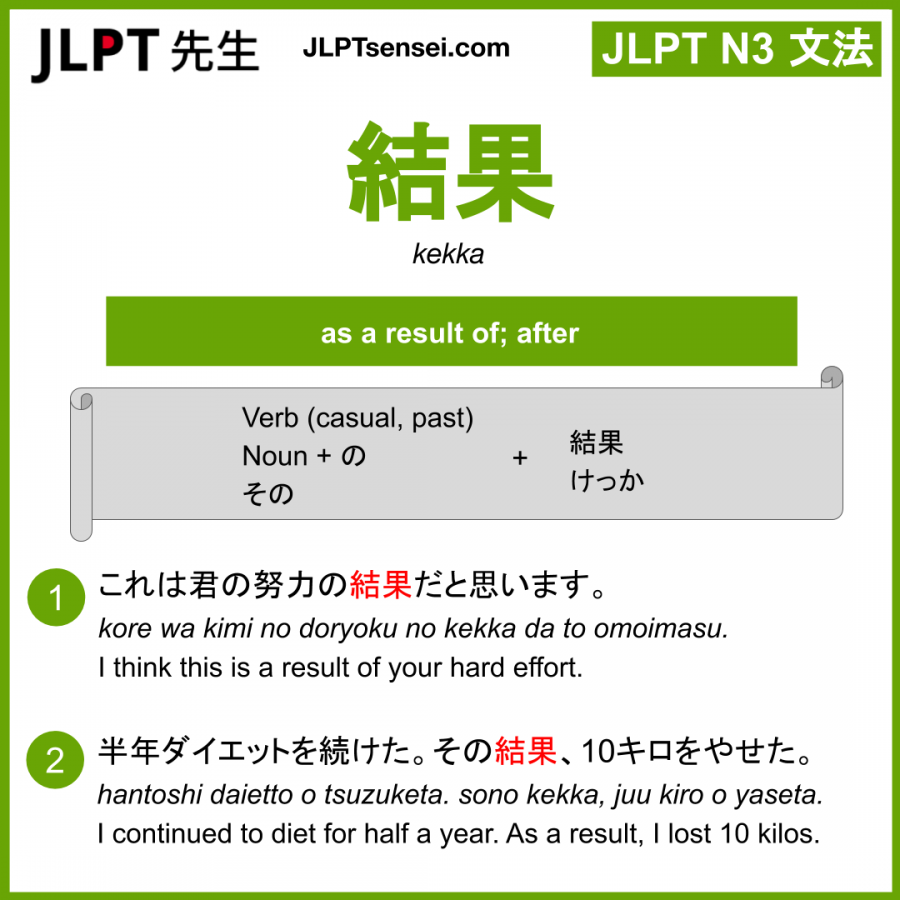 JLPT 先生
JLPTsensei.com
JLPT N3 文法
結果
kekka
as a result of; after
Verb (casual, past)
Noun + の
その
+
結果
けっか
1
これは君の努力の結果だと思います。
kore wa kimi no doryoku no kekka da to omoimasu.
I think this is a result of your hard effort.
2
半年ダイエットを続けた。その結果、10キロをやせた。
hantoshi daietto o tsuzuketa. sono kekka, juu kiro o yaseta.
I continued to diet for half a year. As a result, I lost 10 kilos.